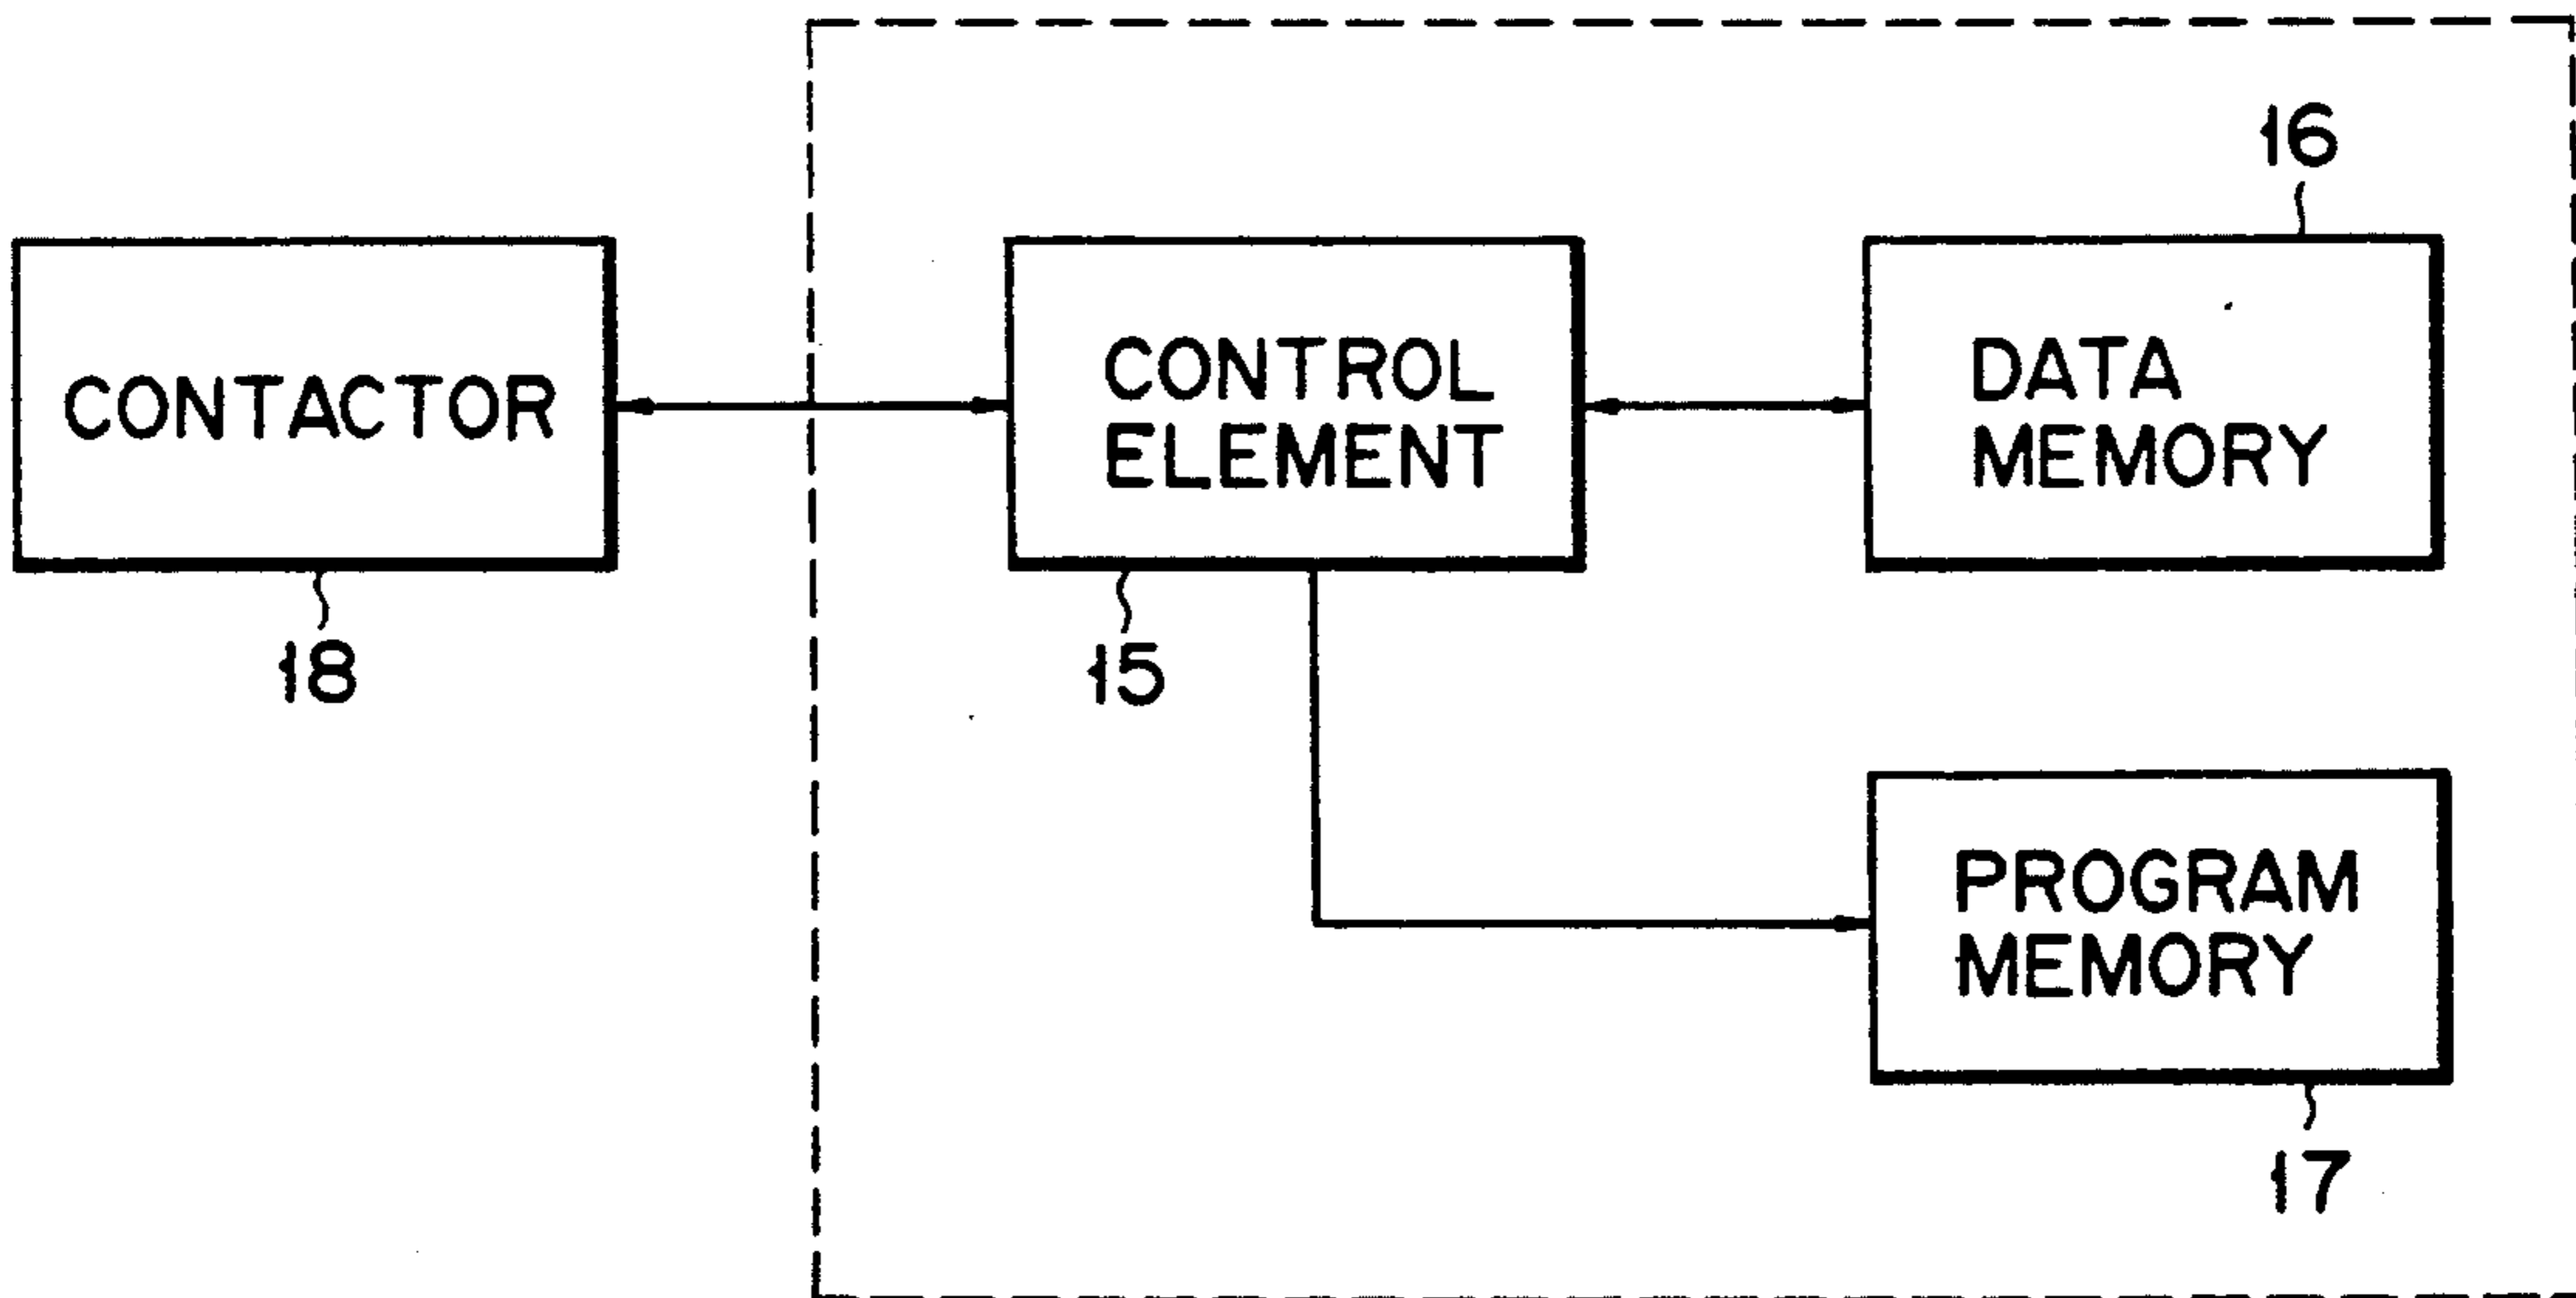 16
CONTACTOR
CONTROL
ELEMENT
DATA
MEMORY
18
15
PROGRAM
MEMORY
17